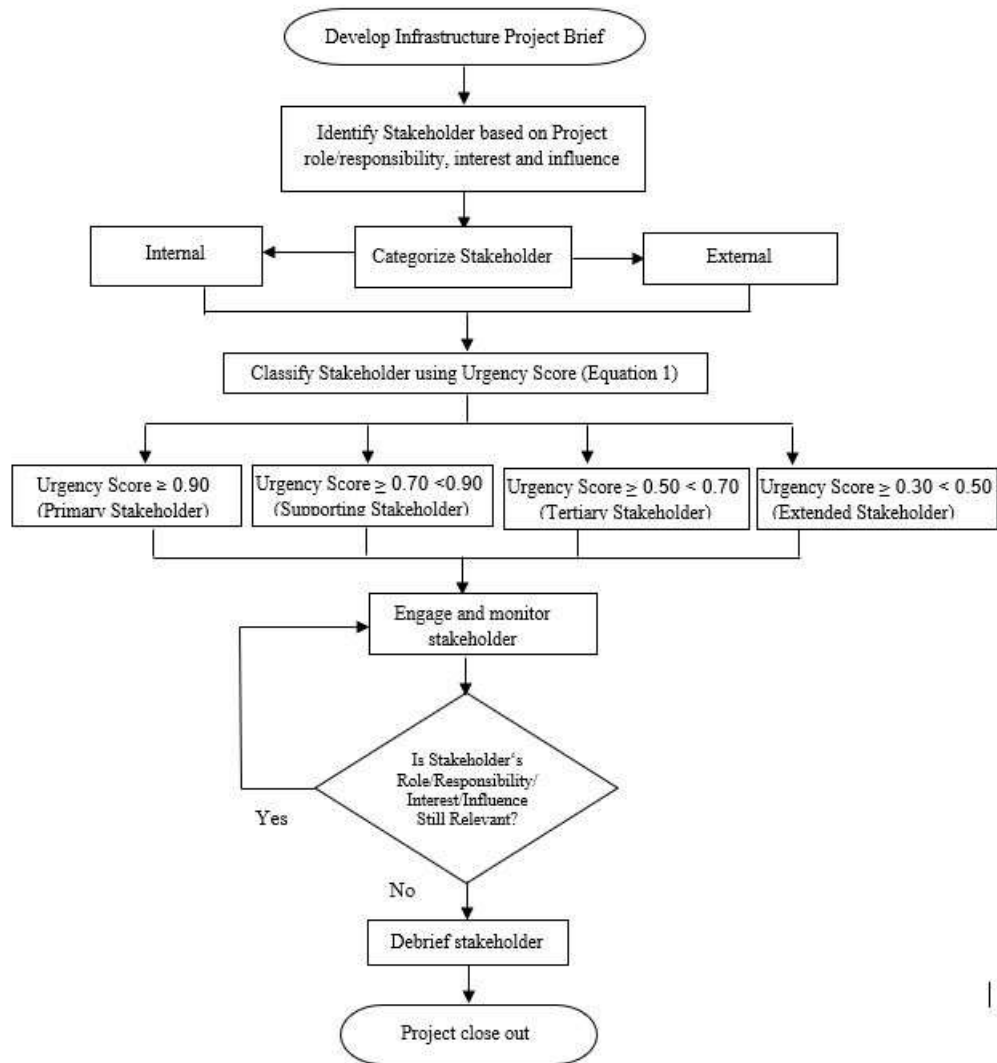 Develop Infrastructure Project Brief
Identify Stakeholder based on Project
role/responsibility, interest and influence
Internal
Categorize Stakeholder
External
Classify Stakeholder using Urgency Score (Equation 1)
Urgency Score ≥ 0.90
(Primary Stakeholder)
Urgency Score ≥ 0.70 <0.90
(Supporting Stakeholder)
Urgency Score ≥ 0.50 < 0.70
(Tertiary Stakeholder)
Urgency Score ≥ 0.30 < 0.50
(Extended Stakeholder)
Engage and monitor
stakeholder
Is Stakeholder‘s
Role/Responsibility/
Interest/Influence
Still Relevant?
Yes
No
Debrief stakeholder
Project close out